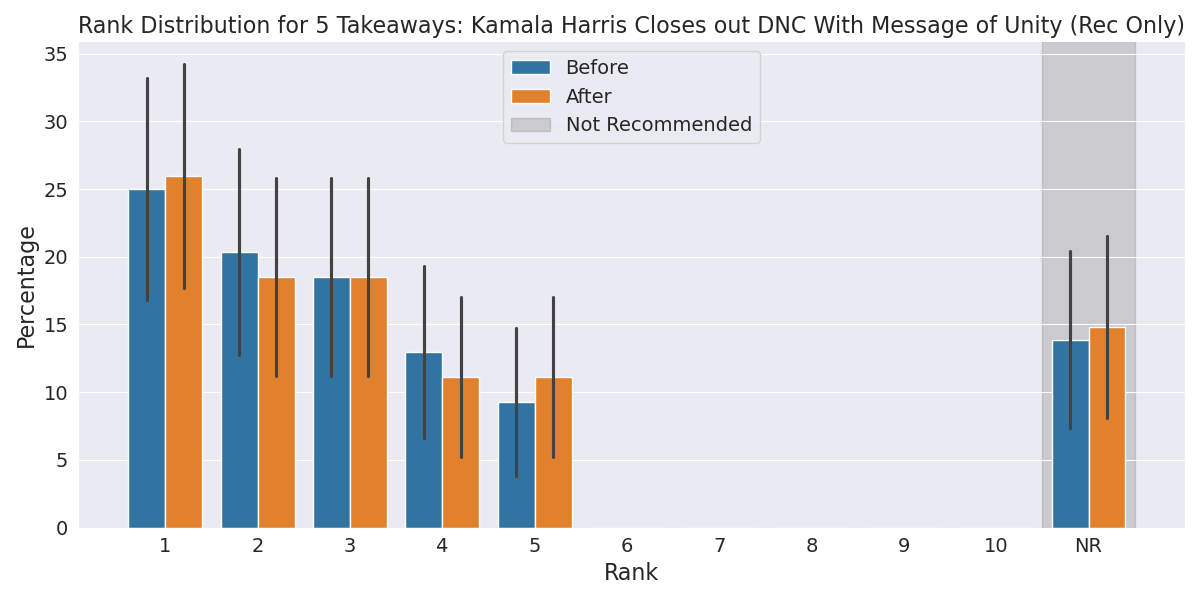 Rank Distribution for 5 Takeaways: Kamala Harris Closes out DNC With Message of Unity (Rec Only)
Before
After
Not Recommended
35
30
25
20
15
10
5
0
Percentage
1 2 3 4 5 6 7 8 9 10 NR
Rank